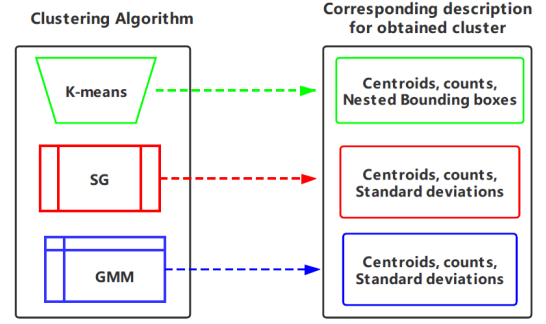 Clustering Algorithm
Corresponding description
for obtained cluster
K-means
Centroids, counts,
Nested Bounding boxes
SG
Centroids, counts,
Standard deviations
GMM
Centroids, counts,
Standard deviations